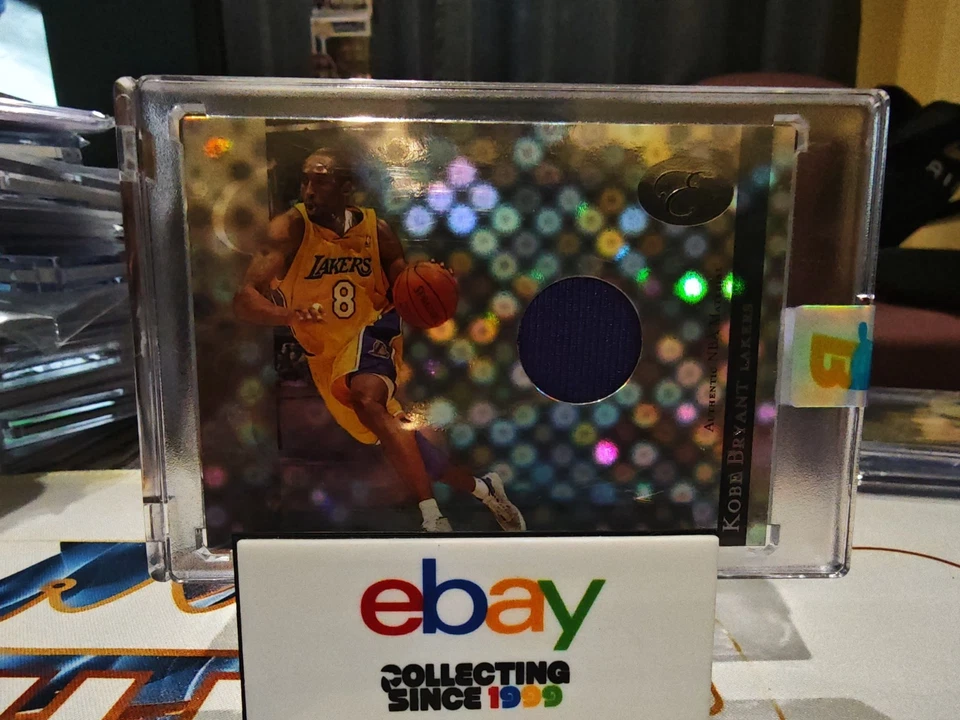 LAKERS
8
E
AUTHENTIC NBA MATERIAL
KOBE BRYANT LAKERS
B
ebay
COLLECTING
SINCE 1999